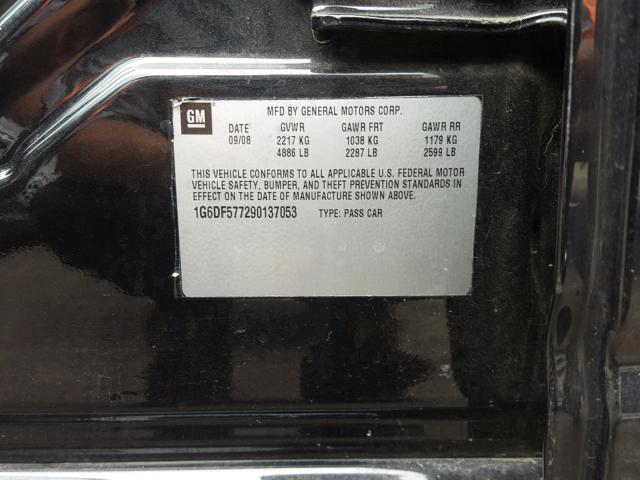 GM
MFD BY GENERAL MOTORS CORP.
DATE GVWR GAWR FRT GAWR RR
09/08 2217 KG 1038 KG 1179 KG
4886 LB 2287 LB 2599 LB
THIS VEHICLE CONFORMS TO ALL APPLICABLE U.S. FEDERAL MOTOR
VEHICLE SAFETY, BUMPER, AND THEFT PREVENTION STANDARDS IN
EFFECT ON THE DATE OF MANUFACTURE SHOWN ABOVE.
1G6DF577290137053 TYPE: PASS CAR